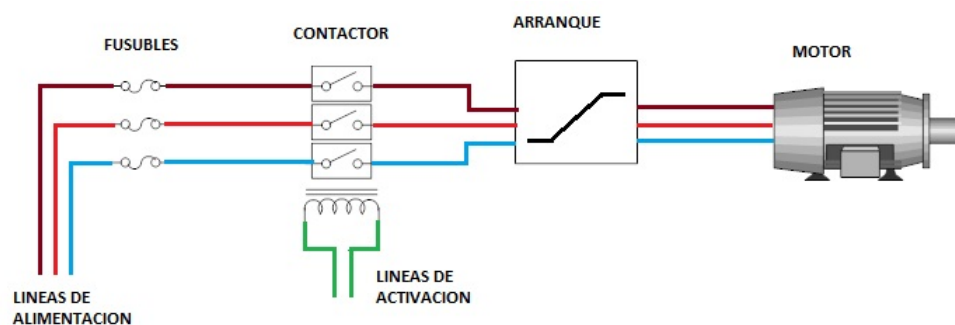 FUSUBLES
CONTACTOR
ARRANQUE
MOTOR
LINEAS DE
ALIMENTACION
LINEAS DE
ACTIVACION